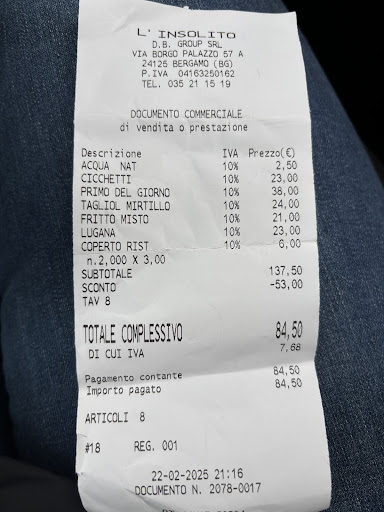 L'INSOLITO
D.B. GROUP SRL
VIA BORGO PALAZZO 57 A
24125 BERGAMO (BG)
P.IVA 04163250162
TEL. 035 21 15 19
DOCUMENTO COMMERCIALE
di vendita o prestazione
Descrizione IVA Prezzo(€)
ACQUA NAT 10% 2,50
CICCHETTI 10% 23,00
PRIMO DEL GIORNO 10% 38,00
TAGLIOL MIRTILLO 10% 24,00
FRITTO MISTO 10% 21,00
LUGANA 10% 23,00
COPERTO RIST 10% 6,00
n.2,000 X 3,00
SUBTOTALE 137,50
SCONTO -53,00
TAV 8
TOTALE COMPLESSIVO 84,50
DI CUI IVA 7,68
Pagamento contante 84,50
Importo pagato 84,50
ARTICOLI 8
#18 REG. 001
22-02-2025 21:16
DOCUMENTO N. 2078-0017